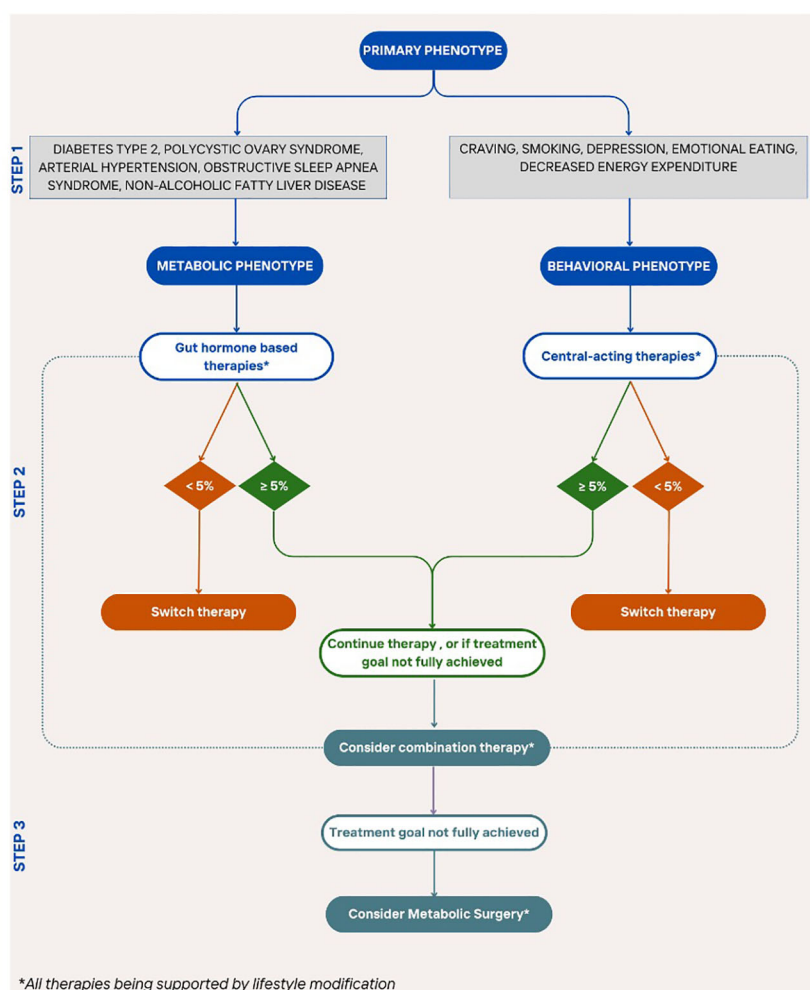 PRIMARY PHENOTYPE
STEP 1
DIABETES TYPE 2, POLYCYSTIC OVARY SYNDROME,
ARTERIAL HYPERTENSION, OBSTRUCTIVE SLEEP APNEA
SYNDROME, NON-ALCOHOLIC FATTY LIVER DISEASE
CRAVING, SMOKING, DEPRESSION, EMOTIONAL EATING,
DECREASED ENERGY EXPENDITURE
METABOLIC PHENOTYPE
BEHAVIORAL PHENOTYPE
STEP 2
Gut hormone based
therapies*
Central-acting therapies*
< 5%
≥ 5%
≥ 5%
< 5%
Switch therapy
Switch therapy
Continue therapy , or if treatment
goal not fully achieved
Consider combination therapy*
STEP 3
Treatment goal not fully achieved
Consider Metabolic Surgery*
*All therapies being supported by lifestyle modification